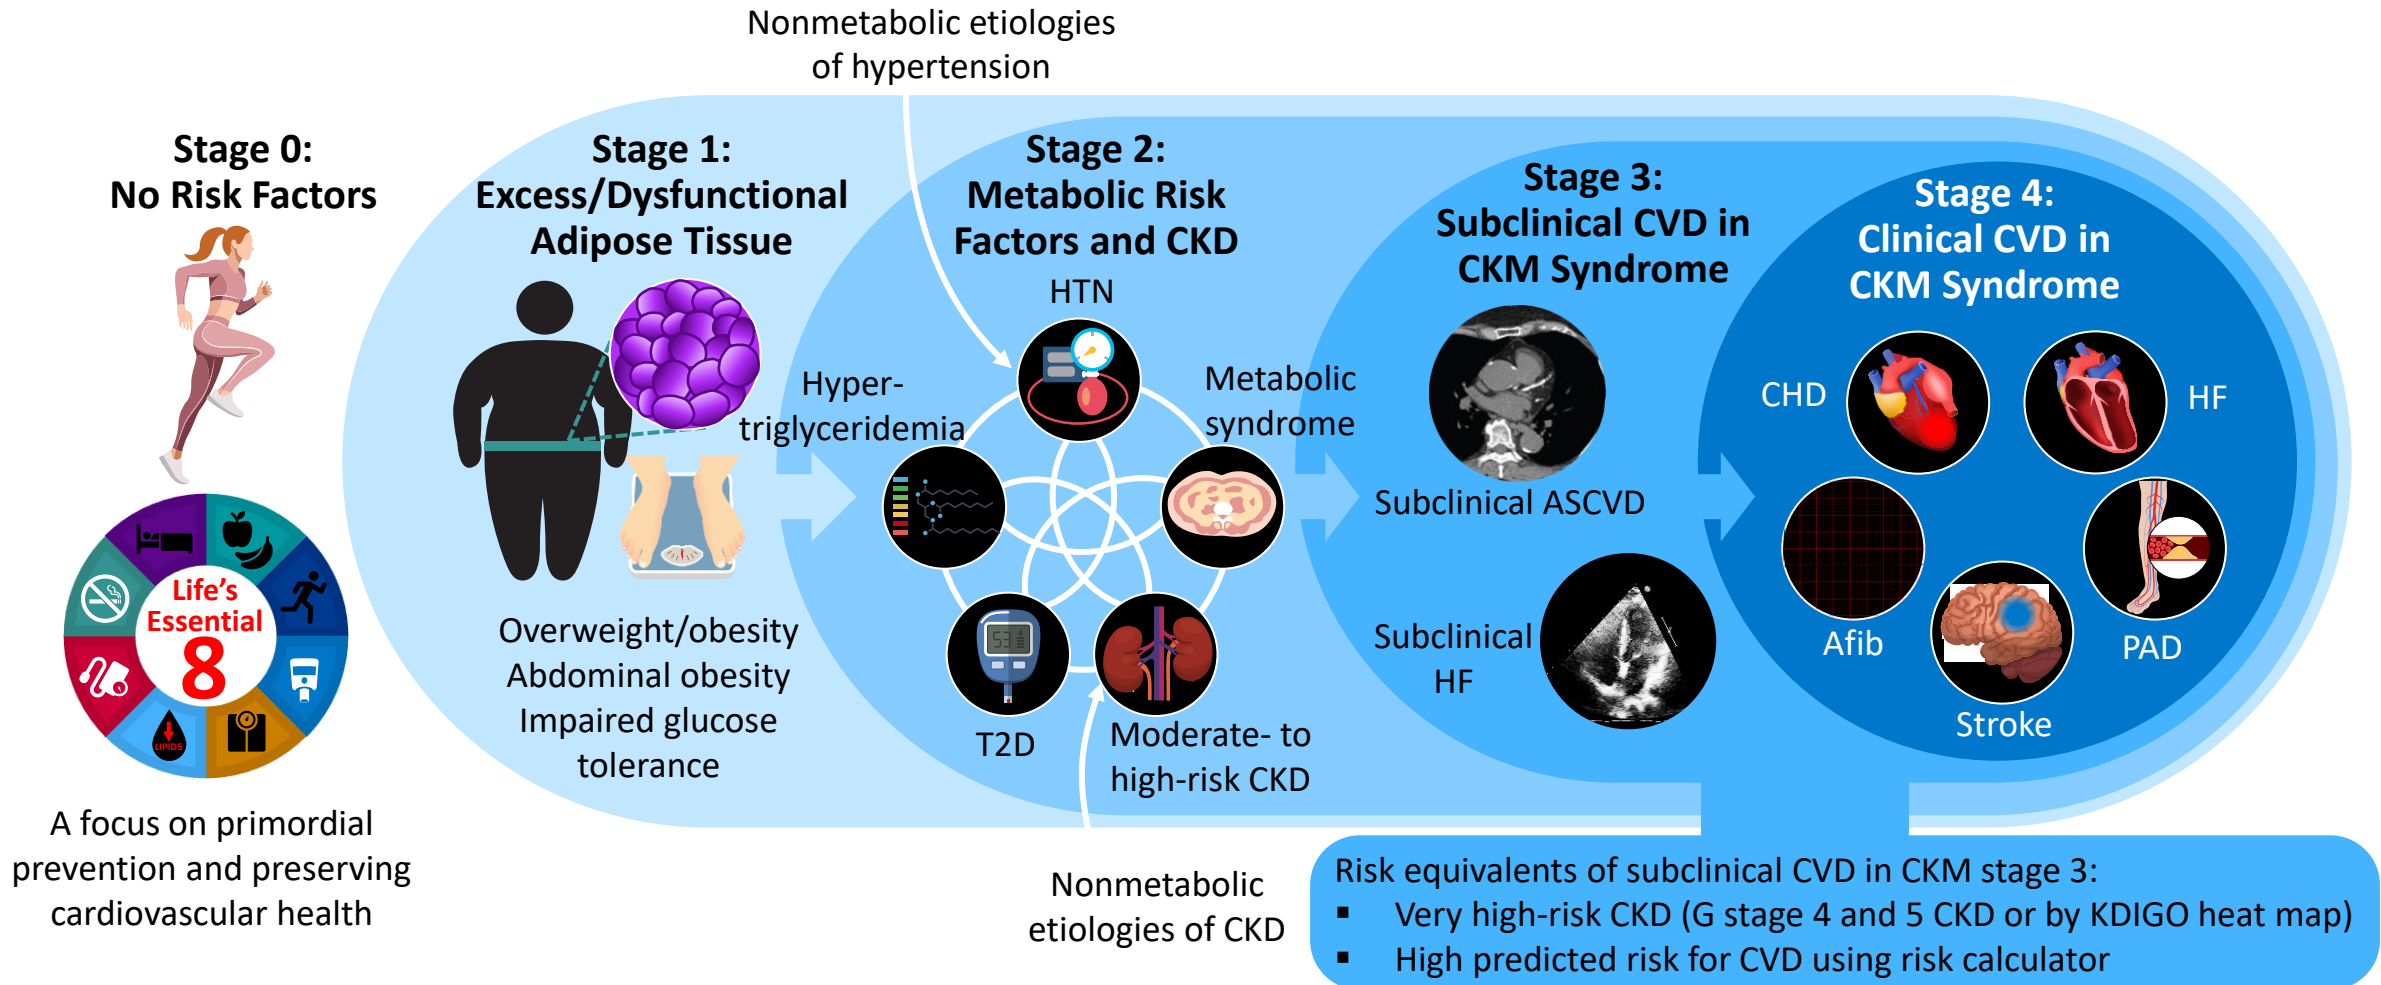 Nonmetabolic etiologies
of hypertension
Stage 0:
No Risk Factors
Life's
Essential
8
LIPIDS
A focus on primordial
prevention and preserving
cardiovascular health
Stage 1:
Excess/Dysfunctional
Adipose Tissue
Overweight/obesity
Abdominal obesity
Impaired glucose
tolerance
Stage 2:
Metabolic Risk
Factors and CKD
HTN
Hyper-
triglyceridemia
Metabolic
syndrome
53
T2D
Moderate- to
high-risk CKD
Nonmetabolic
etiologies of CKD
Stage 3:
Subclinical CVD in
CKM Syndrome
Subclinical ASCVD
Subclinical
HF
Stage 4:
Clinical CVD in
CKM Syndrome
CHD
HF
Afib
PAD
Stroke
Risk equivalents of subclinical CVD in CKM stage 3:
▪ Very high-risk CKD (G stage 4 and 5 CKD or by KDIGO heat map)
▪ High predicted risk for CVD using risk calculator